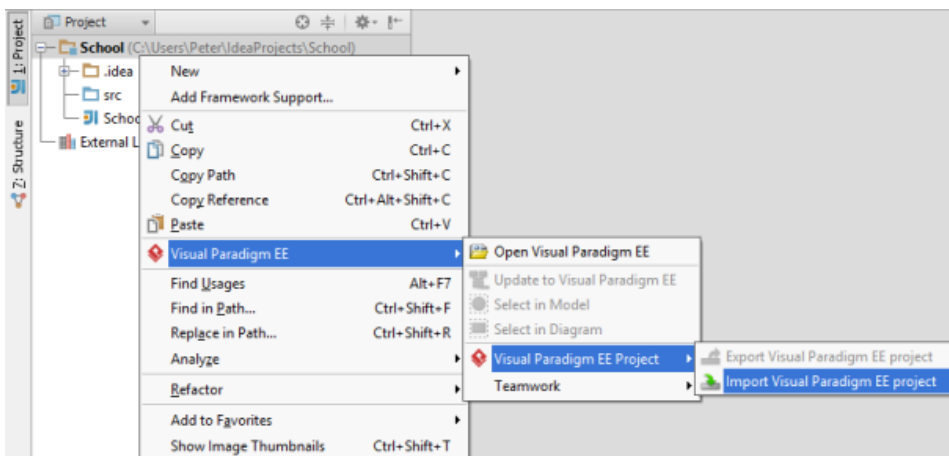 1: Project
Z: Structure
Project
School (C:\Users\Peter\IdeaProjects\School)
.idea
src
Schoo
External L
New
Add Framework Support...
Cut Ctrl+X
Copy Ctrl+C
Copy Path Ctrl+Shift+C
Copy Reference Ctrl+Alt+Shift+C
Paste Ctrl+V
Visual Paradigm EE
Find Usages Alt+F7
Find in Path... Ctrl+Shift+F
Replace in Path... Ctrl+Shift+R
Analyze
Refactor
Add to Favorites
Show Image Thumbnails Ctrl+Shift+T
Open Visual Paradigm EE
Update to Visual Paradigm EE
Select in Model
Select in Diagram
Visual Paradigm EE Project
Teamwork
Export Visual Paradigm EE project
Import Visual Paradigm EE project